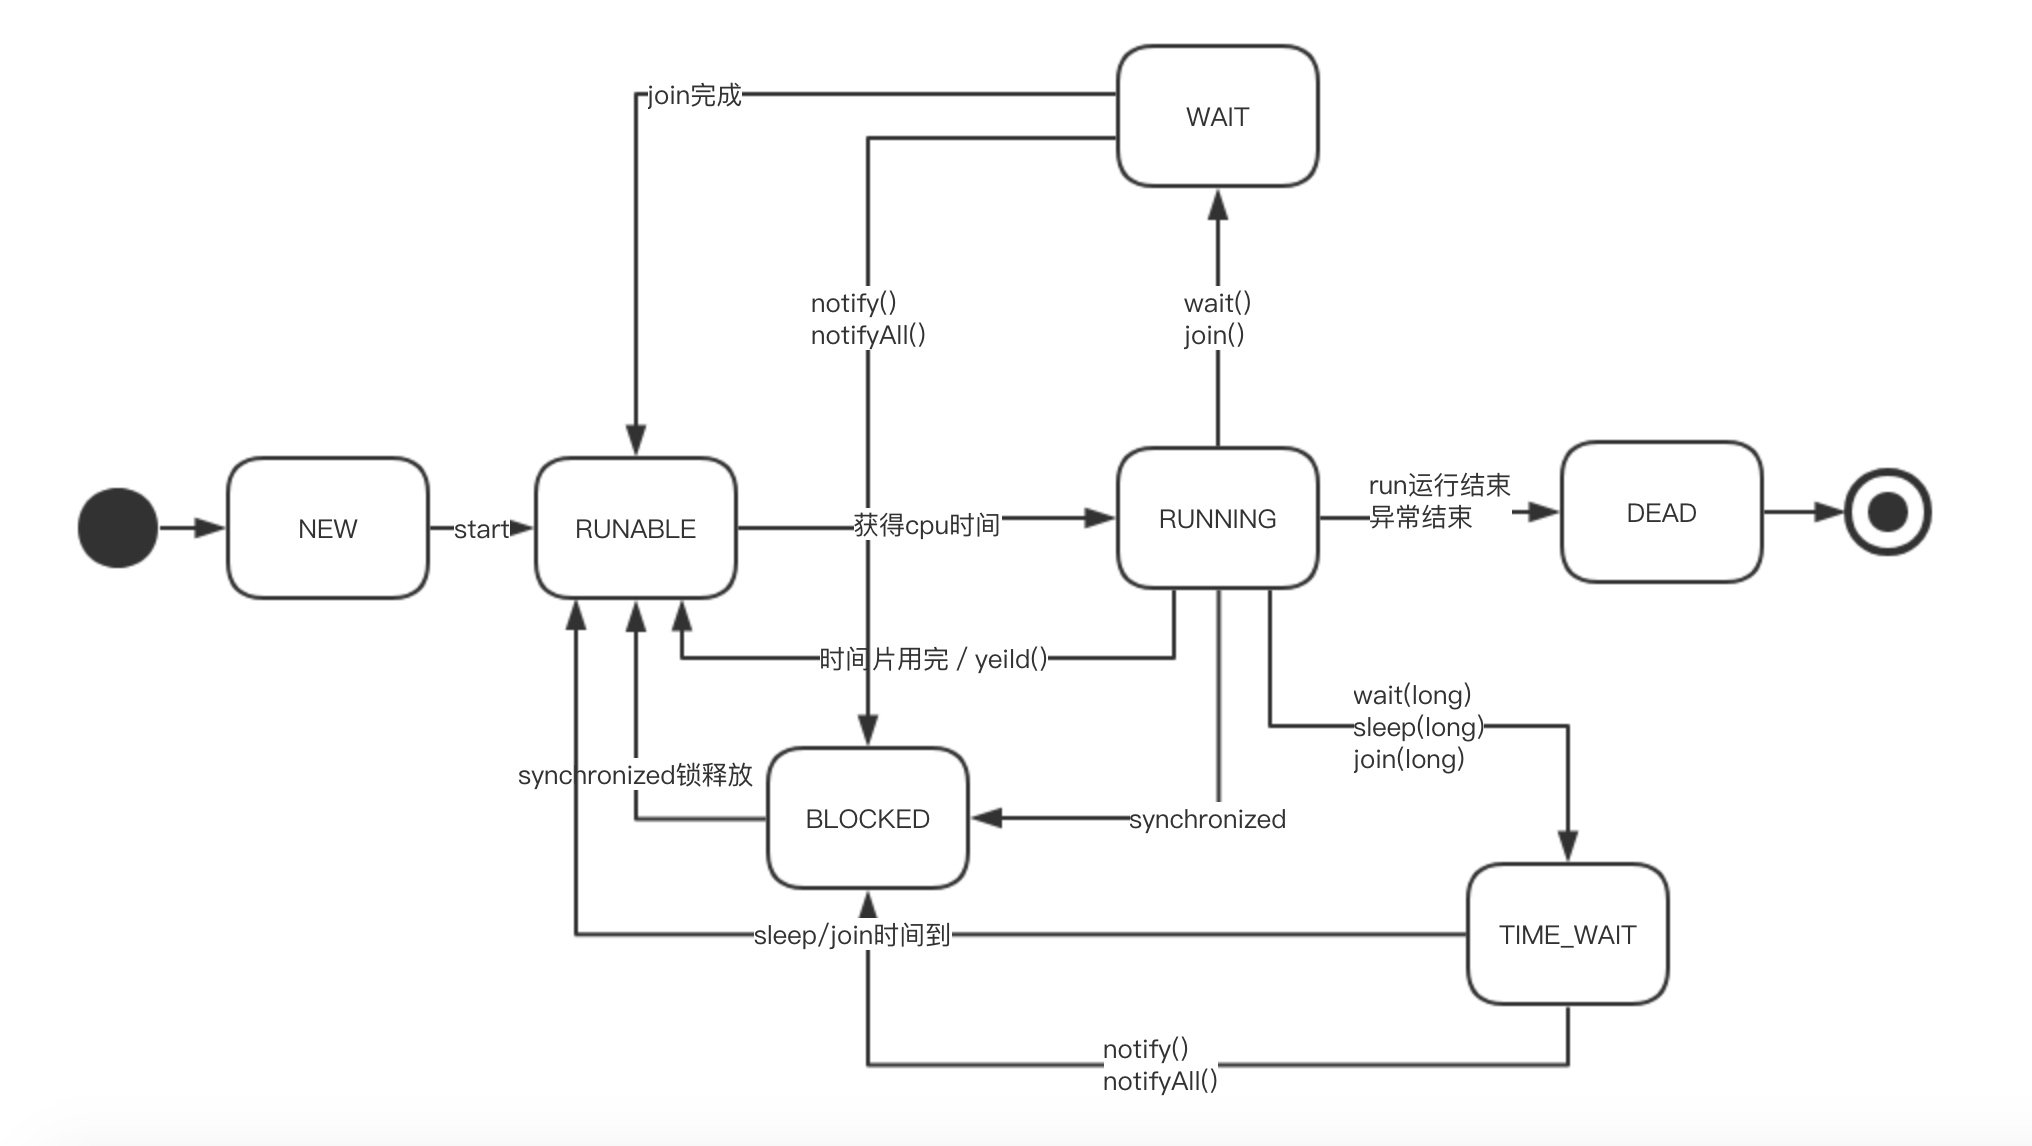 WAIT
join完成
notify()
notifyAll()
wait()
join()
NEW
start
RUNABLE
获得cpu时间
RUNNING
run运行结束
异常结束
DEAD
时间片用完 / yeild()
wait(long)
sleep(long)
join(long)
synchronized锁释放
BLOCKED
synchronized
sleep/join时间到
TIME_WAIT
notify()
notifyAll()